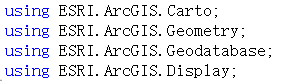 using ESRI.ArcGIS.Carto;
using ESRI.ArcGIS.Geometry;
using ESRI.ArcGIS.Geodatabase;
using ESRI.ArcGIS.Display;